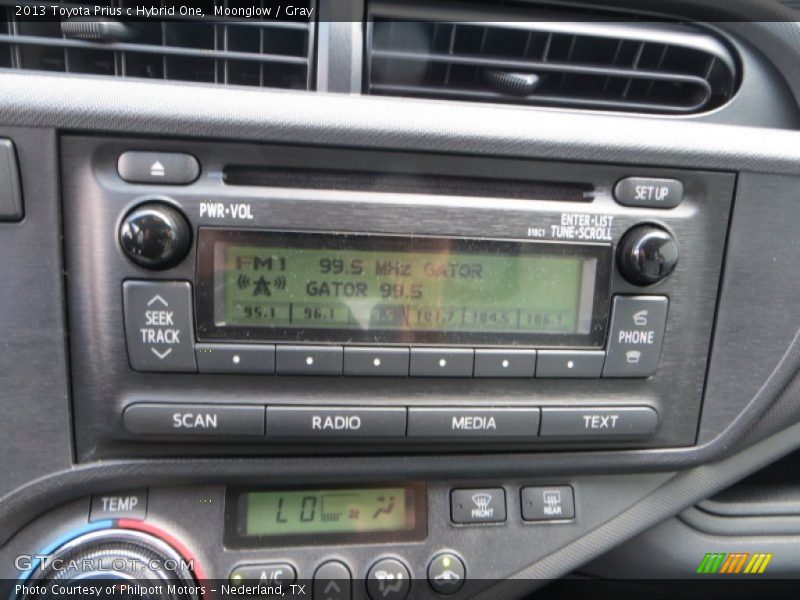 2013 Toyota Prius c Hybrid One, Moonglow / Gray
SET UP
PWR•VOL
ENTER•LIST
TUNE•SCROLL
FM1 99.5 MHz GATOR
GATOR 99.5
95.1 96.1 101.7 104.5 106.1
SEEK
TRACK
PHONE
SCAN RADIO MEDIA TEXT
TEMP
LO
FRONT
REAR
A/C
GTCARLOT.COM
Photo Courtesy of Philpott Motors – Nederland, TX